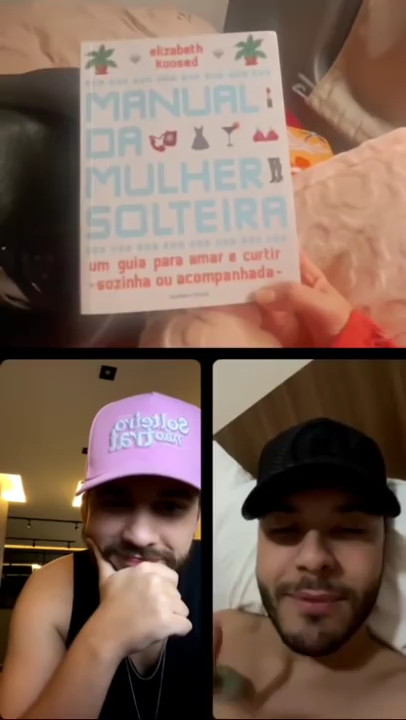 elizabeth
Koosed
MANUAL
DA
MULHER
SOLTEIRA
um guia para amar e curtir
-sozinha ou acompanhada-
solteiro,
não trai